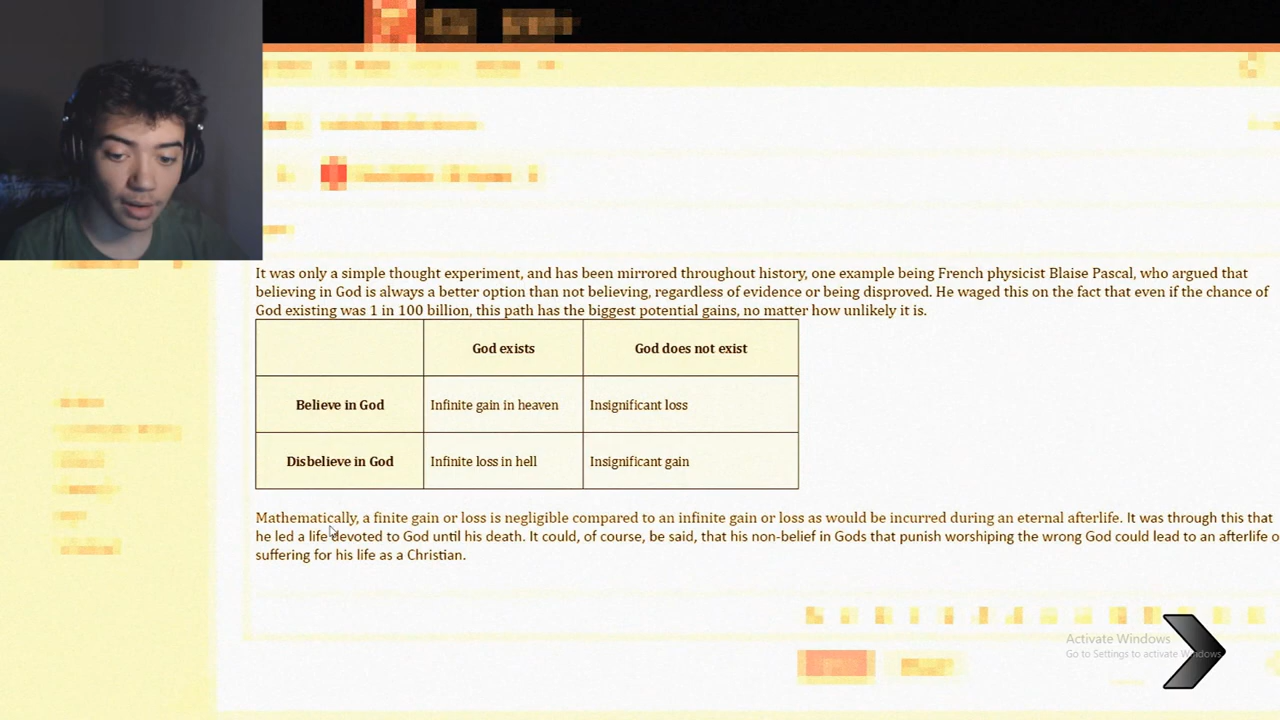 It was only a simple thought experiment, and has been mirrored throughout history, one example being French physicist Blaise Pascal, who argued that
believing in God is always a better option than not believing, regardless of evidence or being disproved. He waged this on the fact that even if the chance of
God existing was 1 in 100 billion, this path has the biggest potential gains, no matter how unlikely it is.
God exists God does not exist
Believe in God Infinite gain in heaven Insignificant loss
Disbelieve in God Infinite loss in hell Insignificant gain
Mathematically, a finite gain or loss is negligible compared to an infinite gain or loss as would be incurred during an eternal afterlife. It was through this that
he led a life devoted to God until his death. It could, of course, be said, that his non-belief in Gods that punish worshiping the wrong God could lead to an afterlife o
suffering for his life as a Christian.
Activate Windows
Go to Settings to activate Windows.